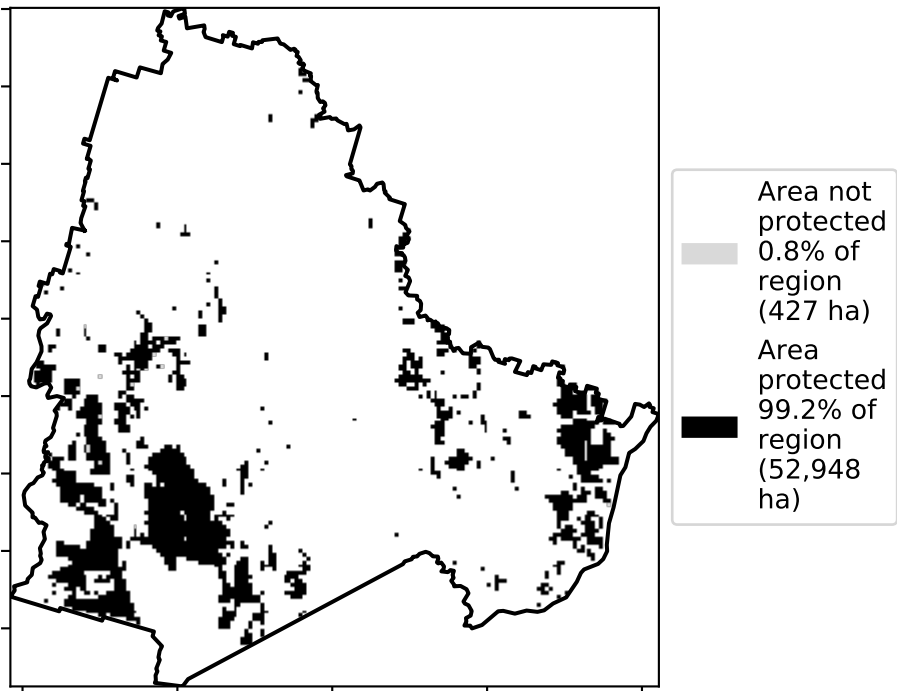 Area not
protected
0.8% of
region
(427 ha)
Area
protected
99.2% of
region
(52,948
ha)